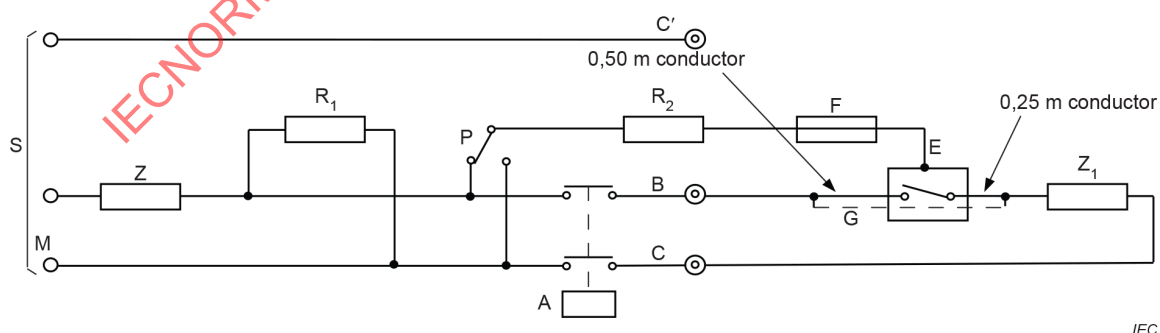 C′
0,50 m conductor
R1
R2
F
0,25 m conductor
P
S
E
Z
Z1
B
G
M
C
A
IEC
IECNORM